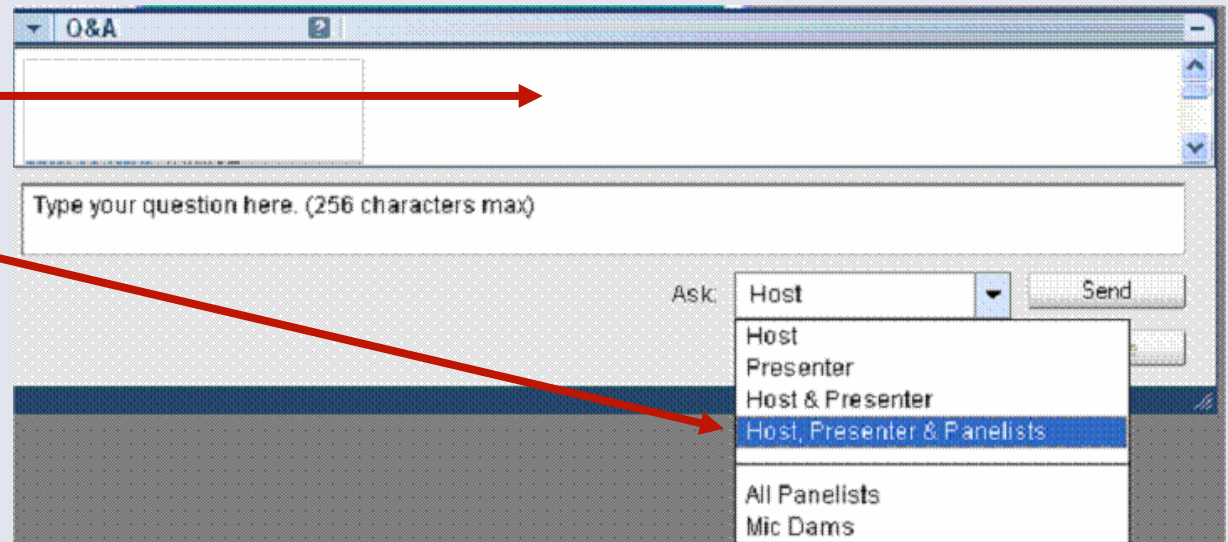 Q&A ?
Type your question here. (256 characters max)
Ask: Host Send
Host
Presenter
Host & Presenter
Host, Presenter & Panelists
All Panelists
Mic Dams